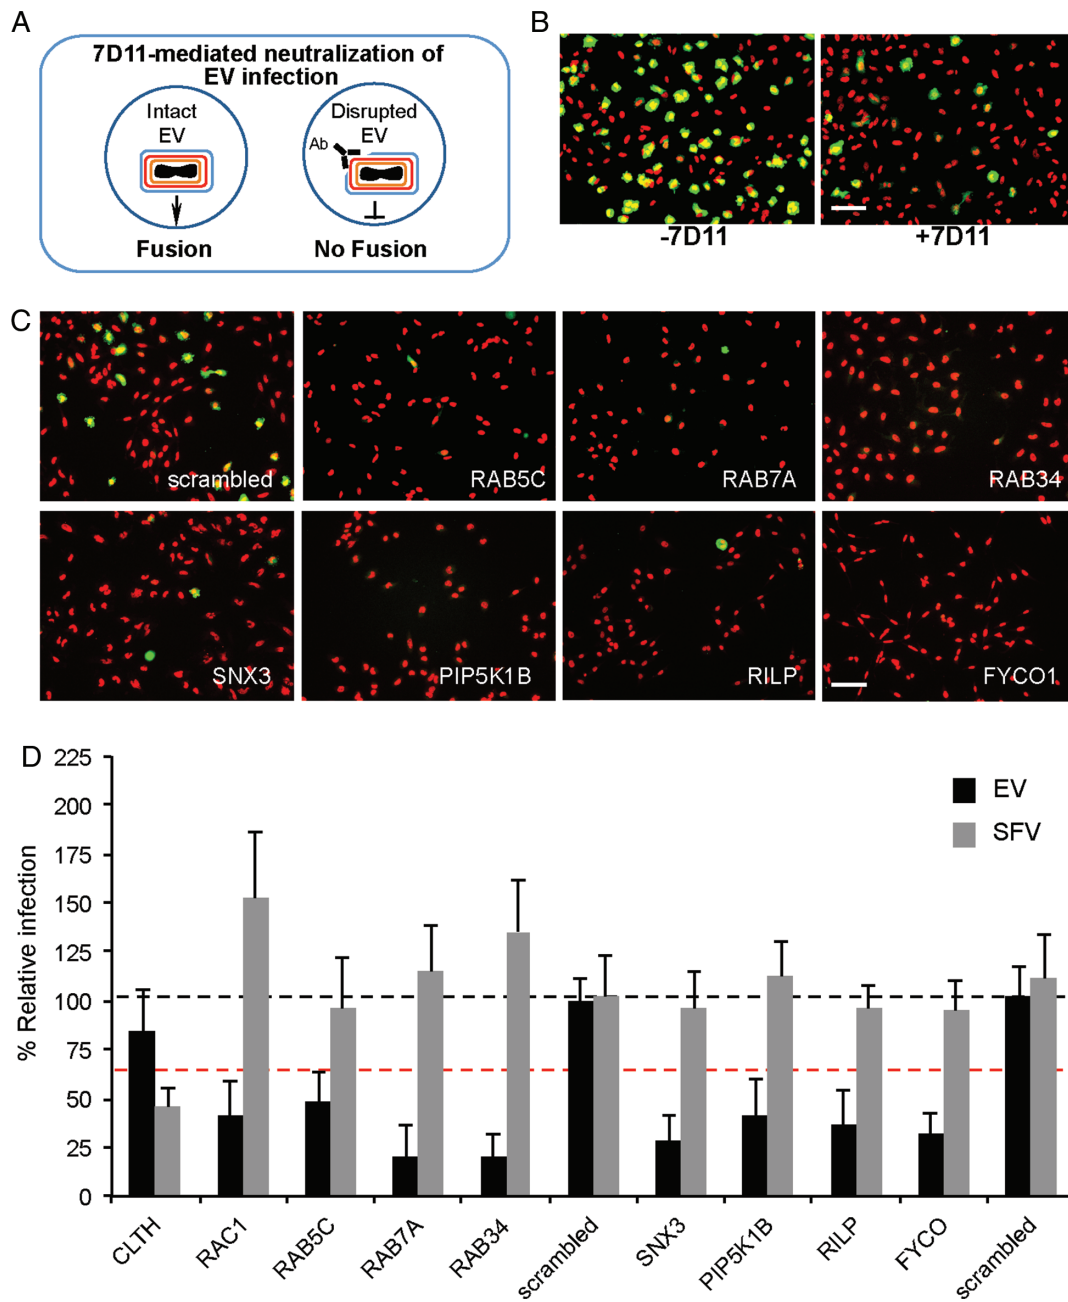 A
7D11-mediated neutralization of
EV infection
Intact
EV
Fusion
Disrupted
EV
Ab
No Fusion
B
-7D11
+7D11
C
scrambled
RAB5C
RAB7A
RAB34
SNX3
PIP5K1B
RILP
FYCO1
D
% Relative infection
225
200
175
150
125
100
75
50
25
0
EV
SFV
CLTH
RAC1
RAB5C
RAB7A
RAB34
scrambled
SNX3
PIP5K1B
RILP
FYCO
scrambled